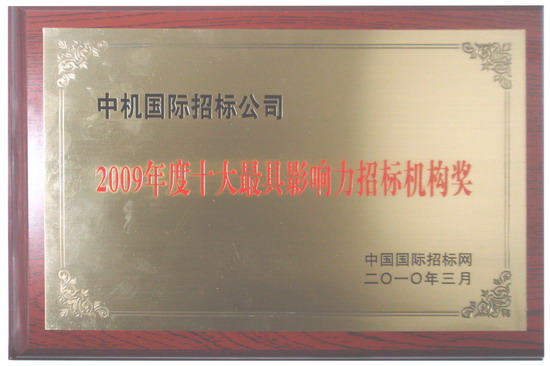 中机国际招标公司
2009年度十大最具影响力招标机构奖
中国国际招标网
二〇一〇年三月